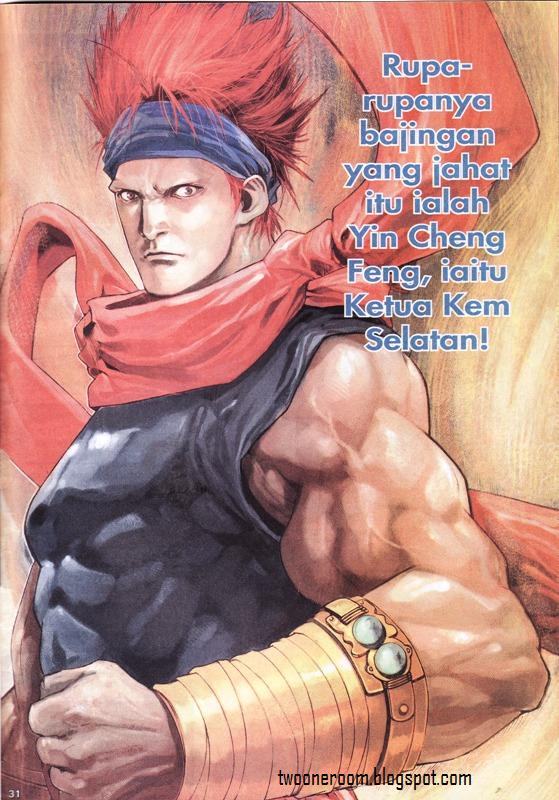 Rupa-
rupanya
bajingan
yang jahat
itu ialah
Yin Cheng
Feng, iaitu
Ketua Kem
Selatan!
twooneroom.blogspot.com
31